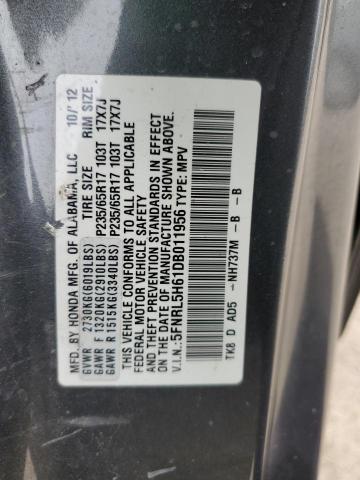 MFD. BY HONDA MFG. OF ALABAMA, LLC 10/12
GVWR 2730KG(6019LBS) TIRE SIZE RIM SIZE
GAWR F 1320KG(2910LBS) P235/65R17 103T 17X7J
GAWR R 1515KG(3340LBS) P235/65R17 103T 17X7J
THIS VEHICLE CONFORMS TO ALL APPLICABLE
FEDERAL MOTOR VEHICLE SAFETY
AND THEFT PREVENTION STANDARDS IN EFFECT
ON THE DATE OF MANUFACTURE SHOWN ABOVE.
V.I.N.: 5FNRL5H61DB011956 TYPE: MPV
TK8 D AD5 -NH737M - B - B